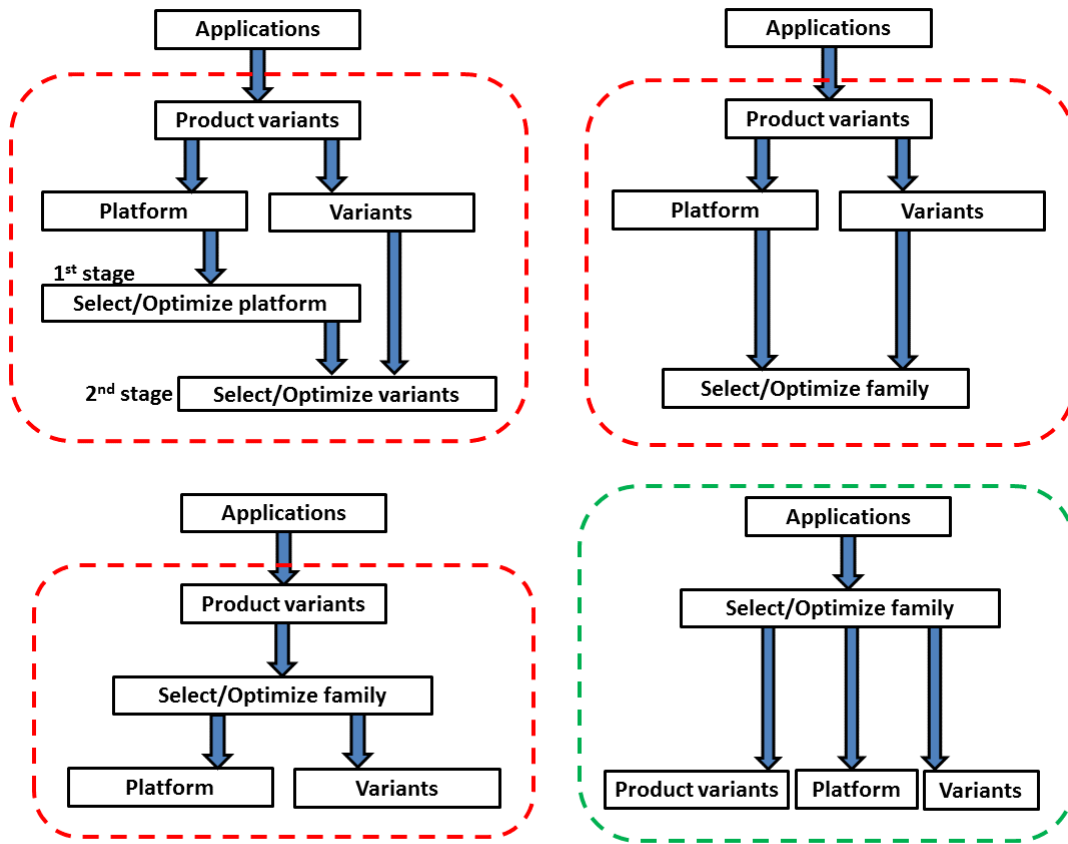 Applications
Product variants
Platform
Variants
1st stage
Select/Optimize platform
2nd stage
Select/Optimize variants
Applications
Product variants
Platform
Variants
Select/Optimize family
Applications
Product variants
Select/Optimize family
Platform
Variants
Applications
Select/Optimize family
Product variants
Platform
Variants